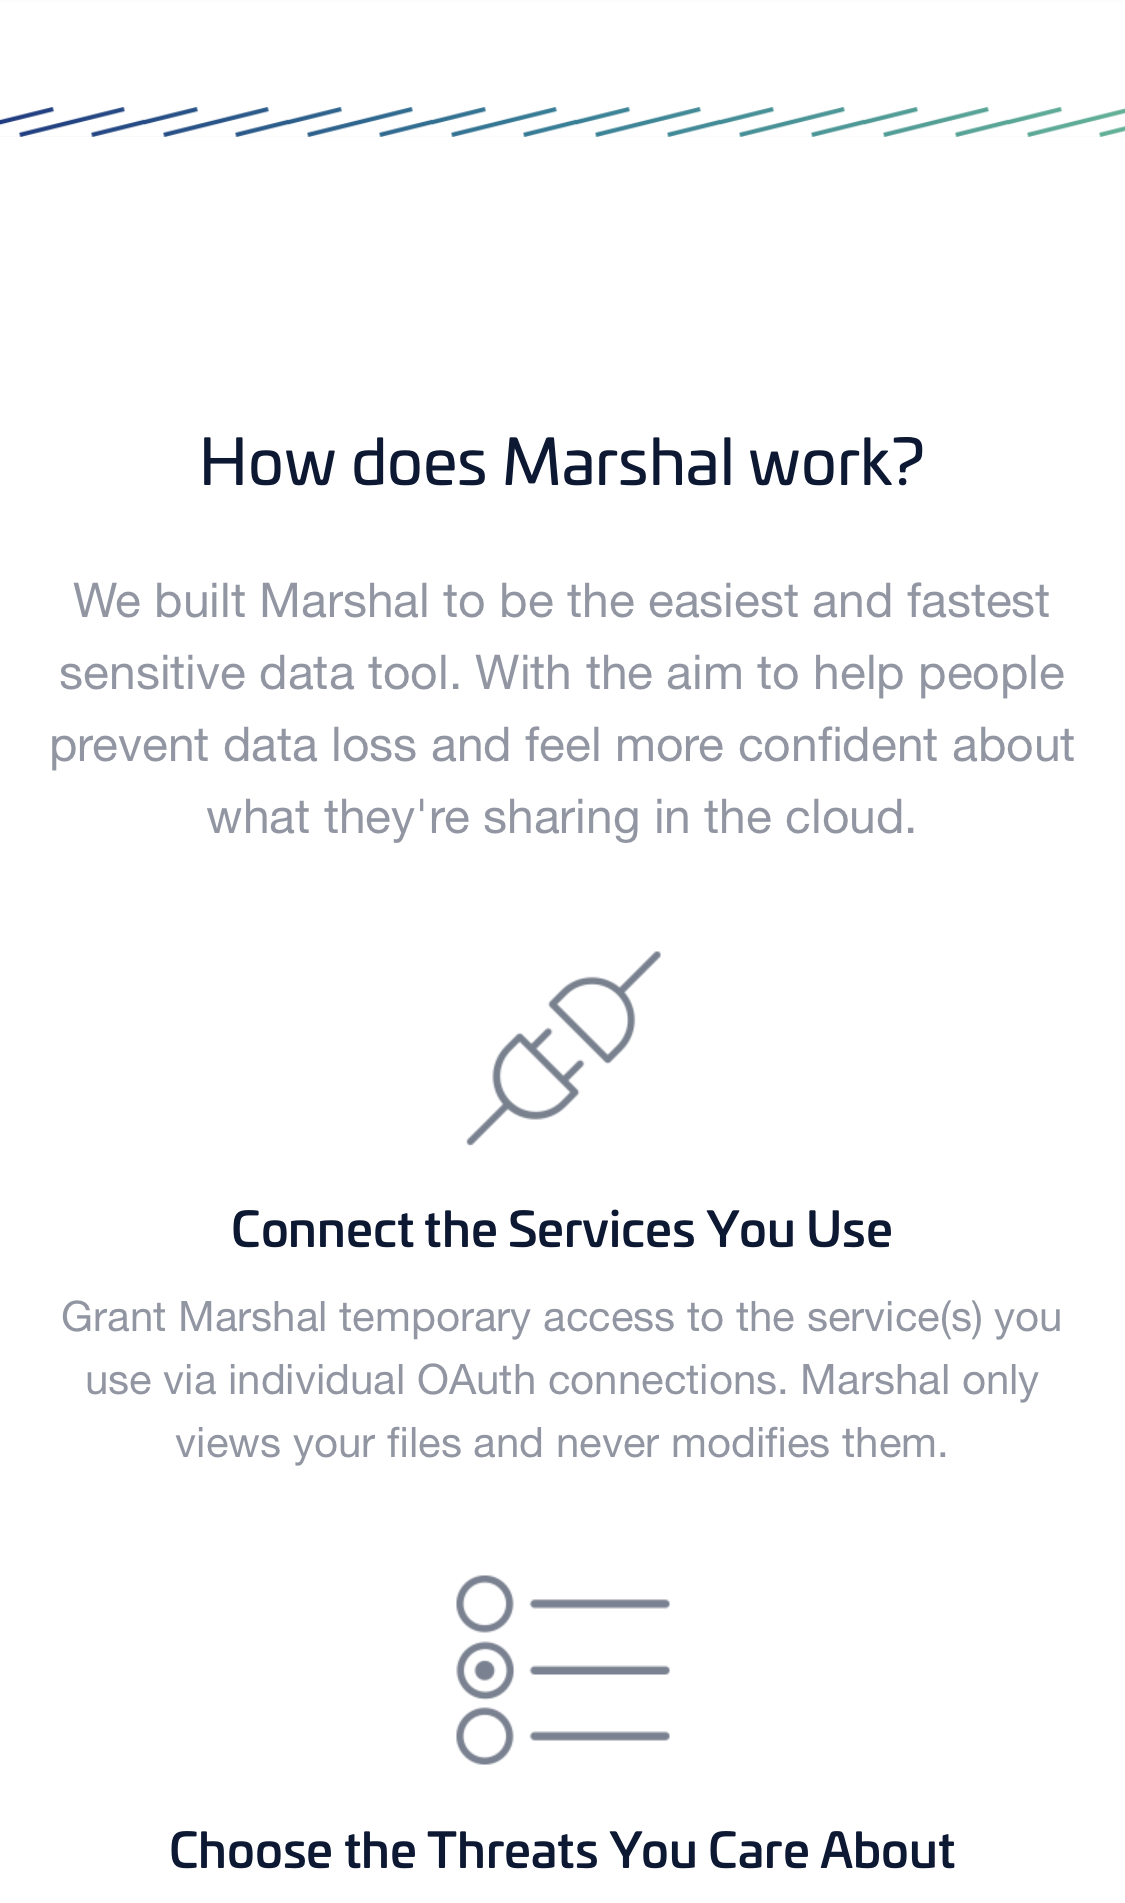 How does Marshal work?
We built Marshal to be the easiest and fastest
sensitive data tool. With the aim to help people
prevent data loss and feel more confident about
what they're sharing in the cloud.
Connect the Services You Use
Grant Marshal temporary access to the service(s) you
use via individual OAuth connections. Marshal only
views your files and never modifies them.
Choose the Threats You Care About